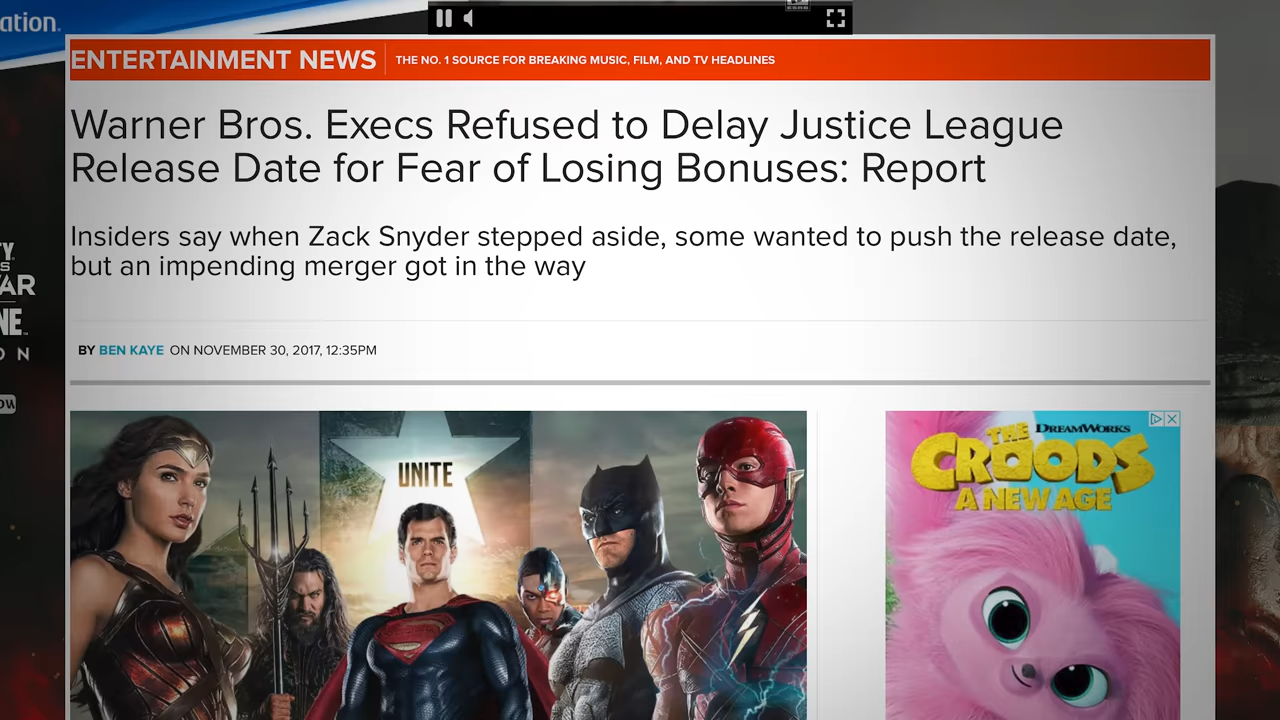 ation.
ENTERTAINMENT NEWS
THE NO. 1 SOURCE FOR BREAKING MUSIC, FILM, AND TV HEADLINES
Warner Bros. Execs Refused to Delay Justice League
Release Date for Fear of Losing Bonuses: Report
Insiders say when Zack Snyder stepped aside, some wanted to push the release date,
but an impending merger got in the way
BY BEN KAYE ON NOVEMBER 30, 2017, 12:35PM
UNITE
DREAMWORKS
THE
CROODS
A NEW AGE